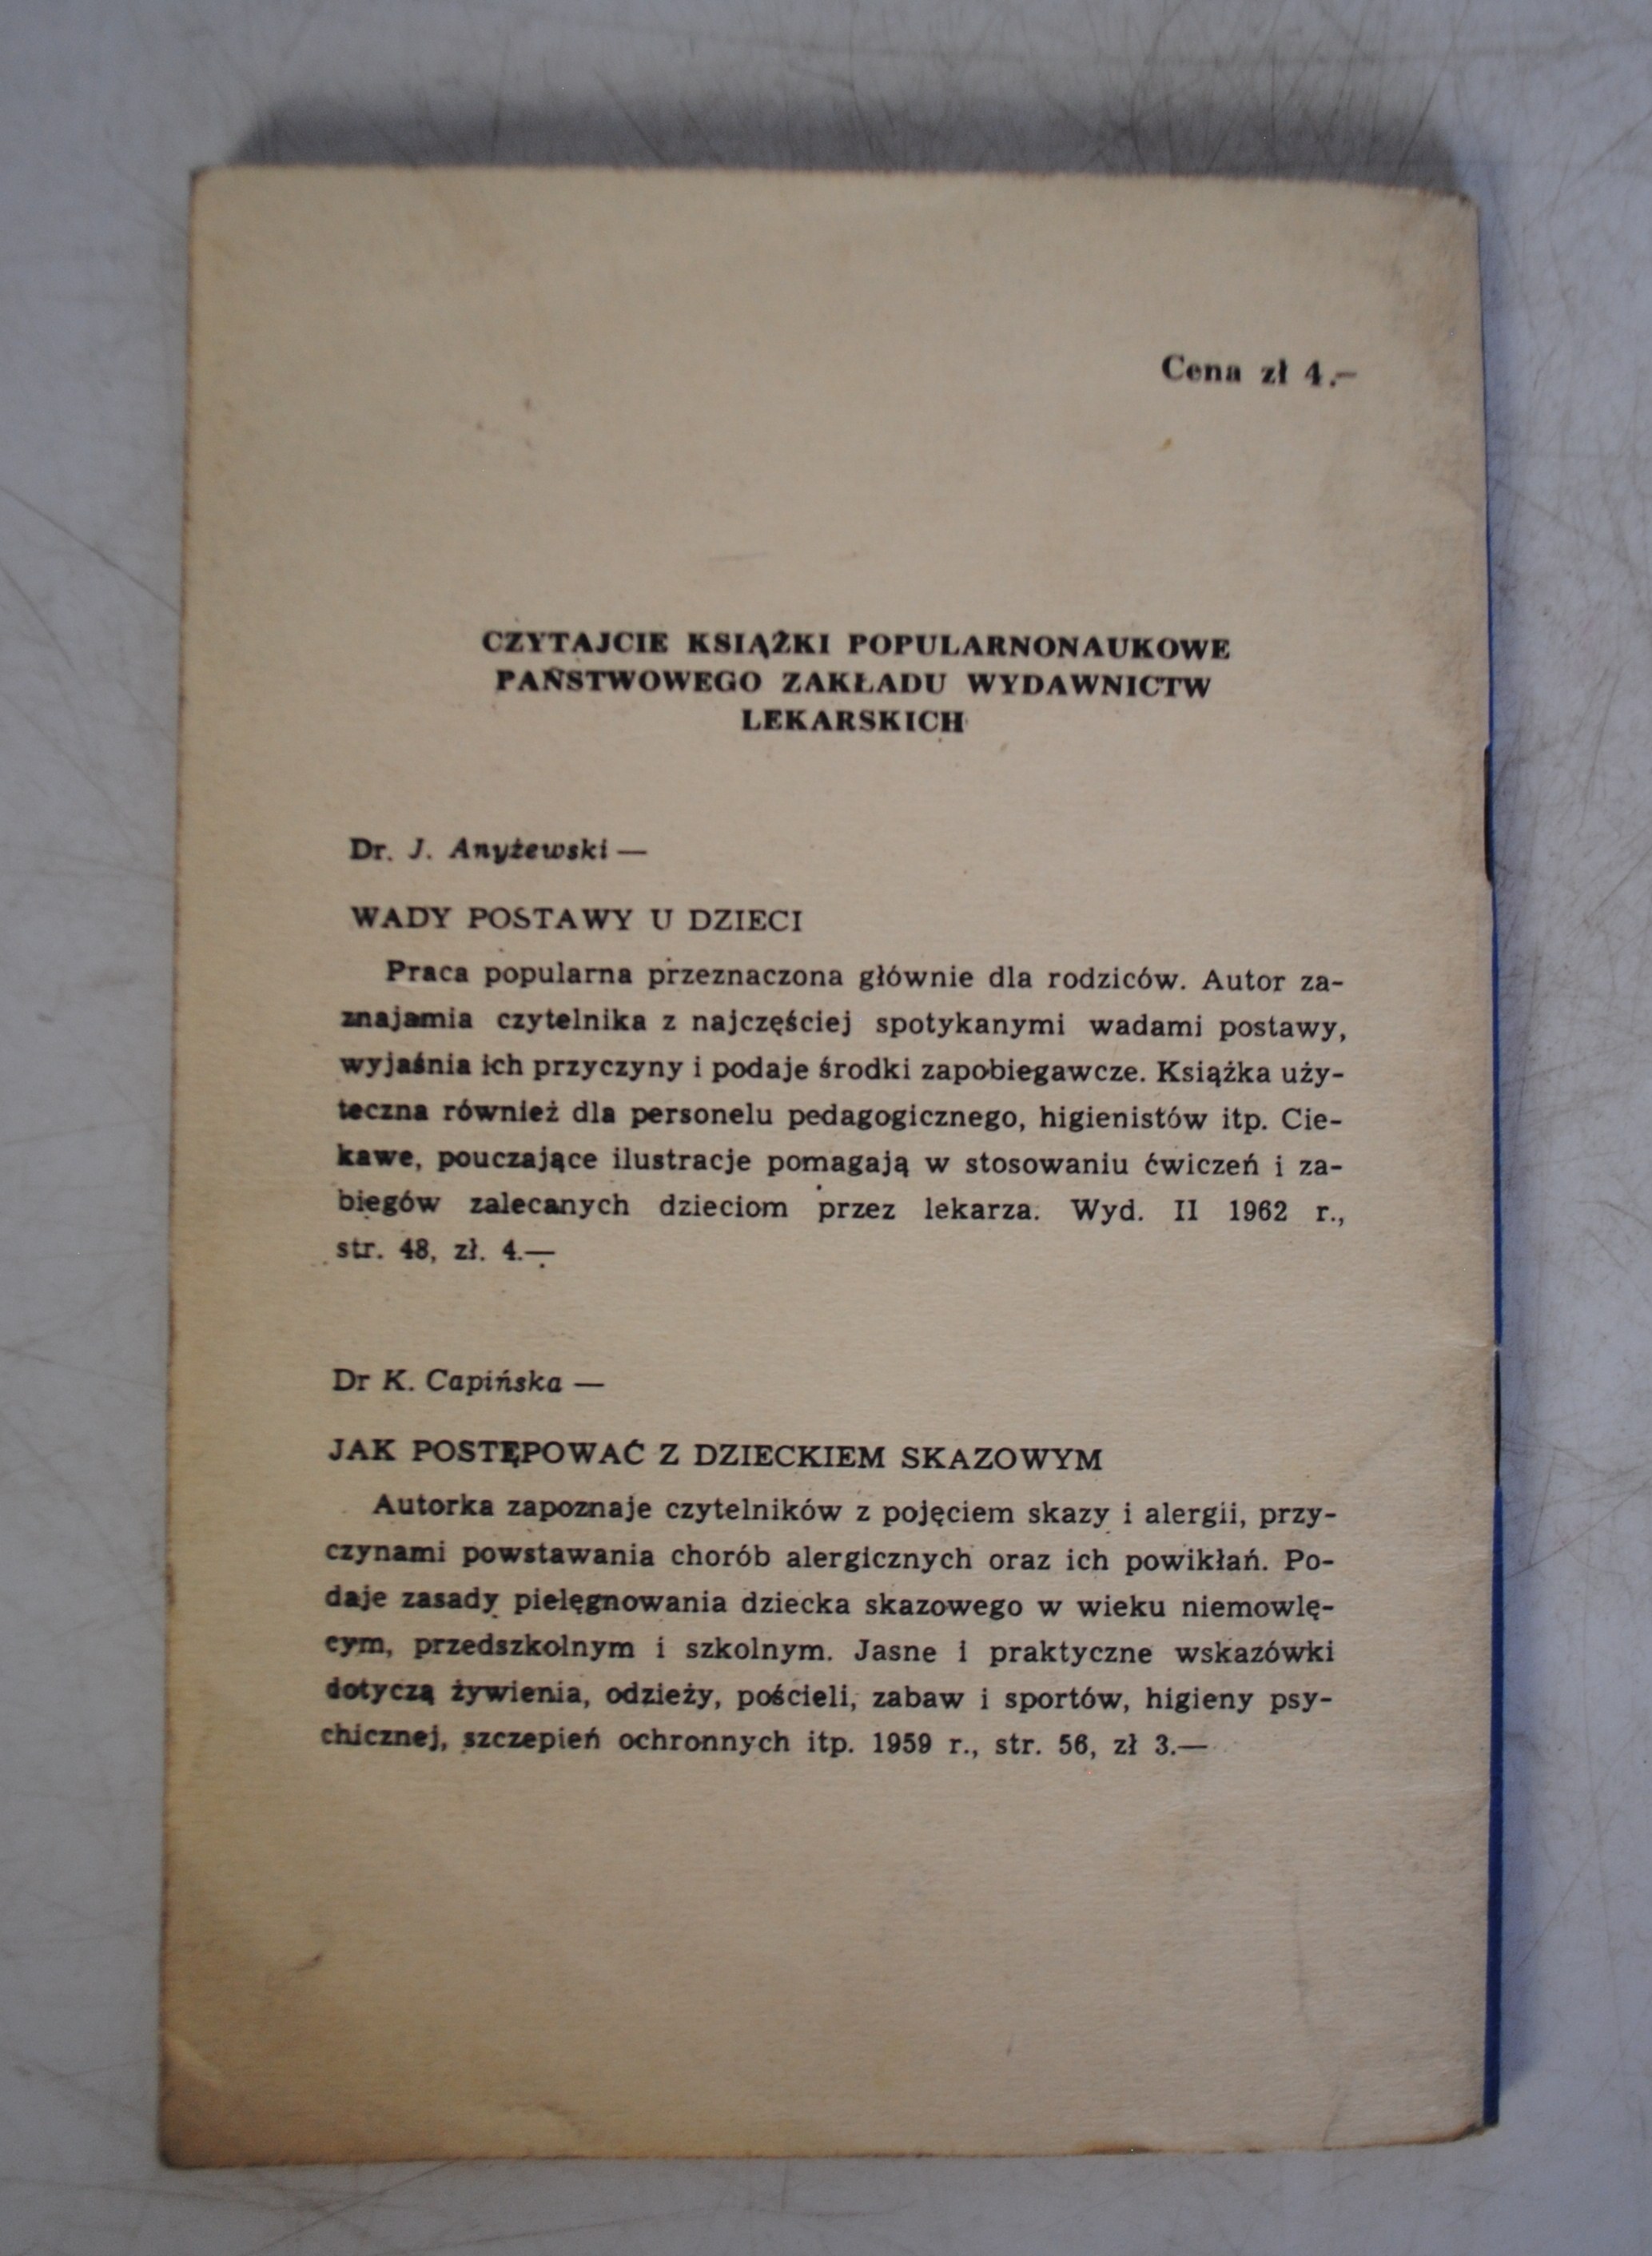 Cena zł 4.—
CZYTAJCIE KSIĄŻKI POPULARNONAUKOWE
PAŃSTWOWEGO ZAKŁADU WYDAWNICTW
LEKARSKICH
Dr. J. Anyżewski —
WADY POSTAWY U DZIECI
Praca popularna przeznaczona głównie dla rodziców. Autor za-
znajamia czytelnika z najczęściej spotykanymi wadami postawy,
wyjaśnia ich przyczyny i podaje środki zapobiegawcze. Książka uży-
teczna również dla personelu pedagogicznego, higienistów itp. Cie-
kawe, pouczające ilustracje pomagają w stosowaniu ćwiczeń i za-
biegów zalecanych dzieciom przez lekarza. Wyd. II 1962 r.,
str. 48, zł. 4.—
Dr K. Capińska —
JAK POSTĘPOWAĆ Z DZIECKIEM SKAZOWYM
Autorka zapoznaje czytelników z pojęciem skazy i alergii, przy-
czynami powstawania chorób alergicznych oraz ich powikłań. Po-
daje zasady pielęgnowania dziecka skazowego w wieku niemowlę-
cym, przedszkolnym i szkolnym. Jasne i praktyczne wskazówki
dotyczą żywienia, odzieży, pościeli, zabaw i sportów, higieny psy-
chicznej, szczepień ochronnych itp. 1959 r., str. 56, zł 3.—